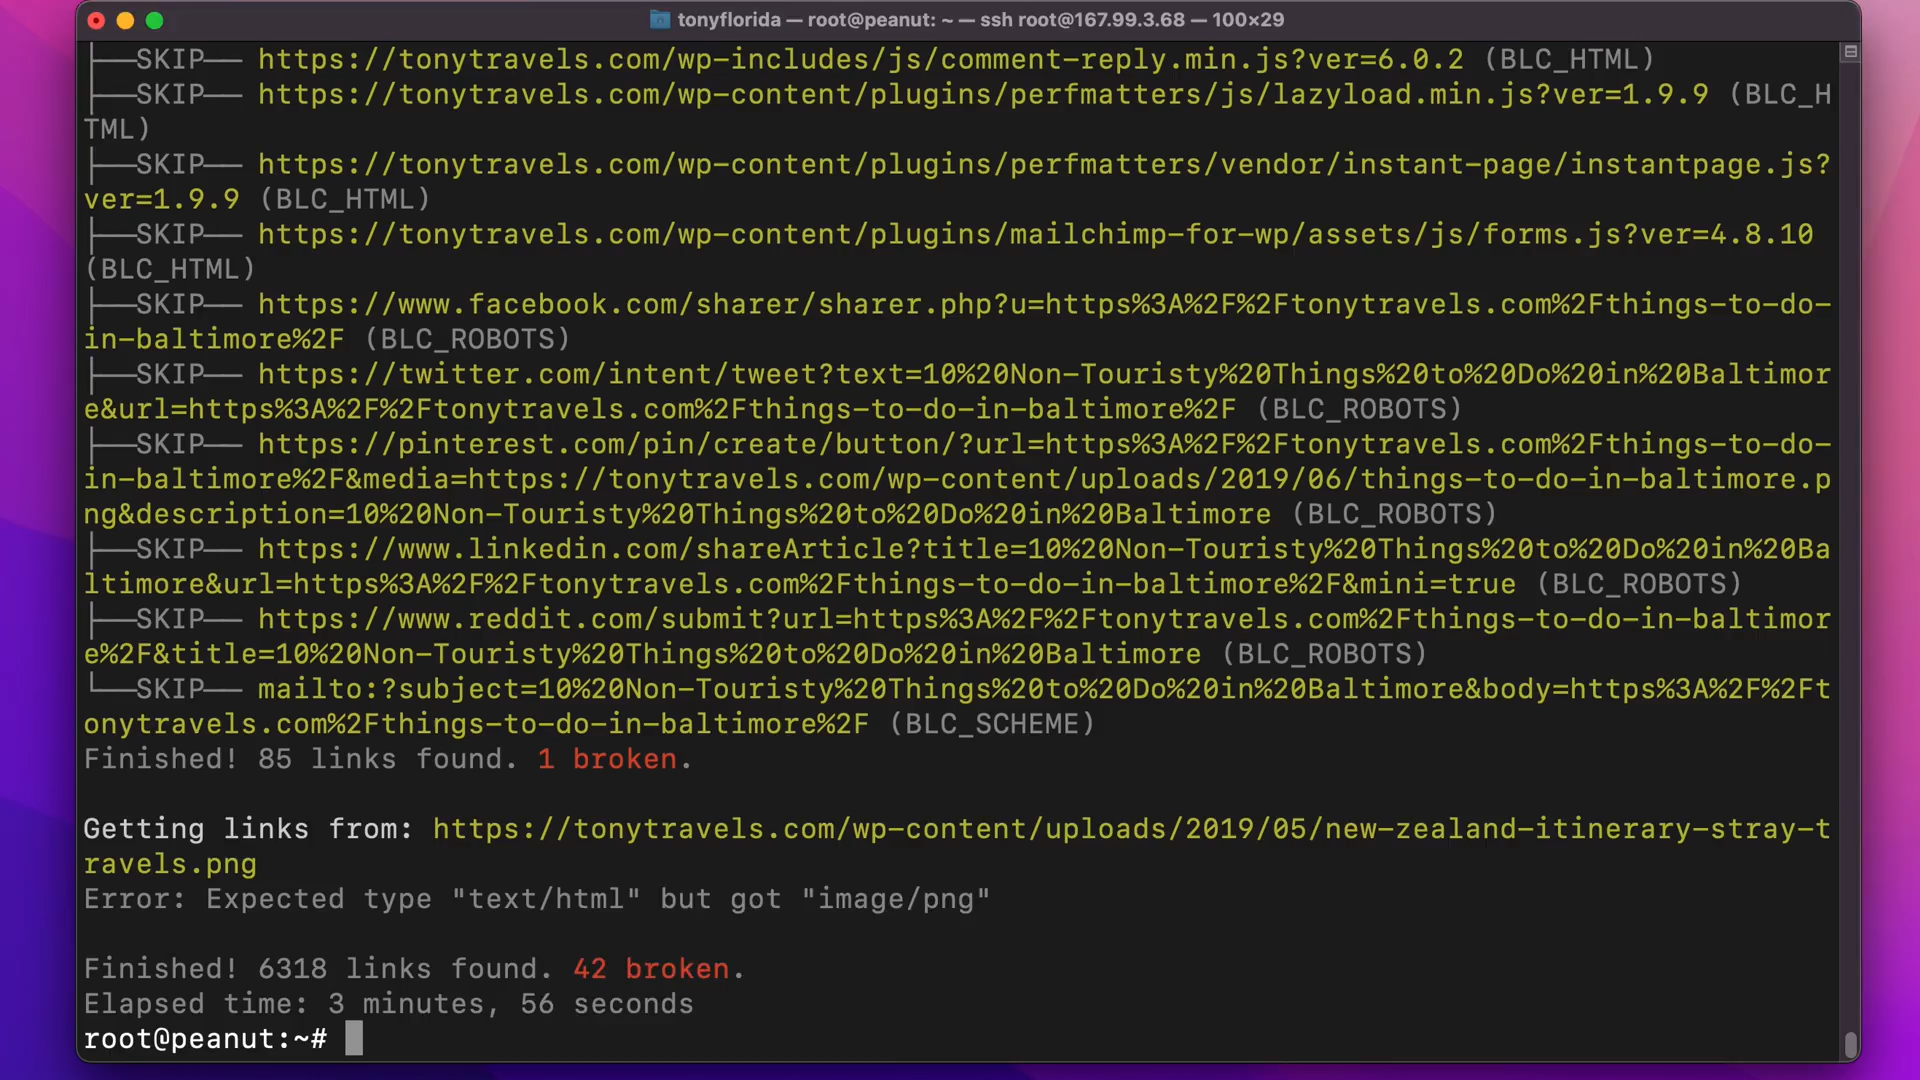 tonyflorida — root@peanut: ~ — ssh root@167.99.3.68 — 100×29
├──SKIP── https://tonytravels.com/wp-includes/js/comment-reply.min.js?ver=6.0.2 (BLC_HTML)
├──SKIP── https://tonytravels.com/wp-content/plugins/perfmatters/js/lazyload.min.js?ver=1.9.9 (BLC_H
TML)
├──SKIP── https://tonytravels.com/wp-content/plugins/perfmatters/vendor/instant-page/instantpage.js?
ver=1.9.9 (BLC_HTML)
├──SKIP── https://tonytravels.com/wp-content/plugins/mailchimp-for-wp/assets/js/forms.js?ver=4.8.10
(BLC_HTML)
├──SKIP── https://www.facebook.com/sharer/sharer.php?u=https%3A%2F%2Ftonytravels.com%2Fthings-to-do-
in-baltimore%2F (BLC_ROBOTS)
├──SKIP── https://twitter.com/intent/tweet?text=10%20Non-Touristy%20Things%20to%20Do%20in%20Baltimor
e&url=https%3A%2F%2Ftonytravels.com%2Fthings-to-do-in-baltimore%2F (BLC_ROBOTS)
├──SKIP── https://pinterest.com/pin/create/button/?url=https%3A%2F%2Ftonytravels.com%2Fthings-to-do-
in-baltimore%2F&media=https://tonytravels.com/wp-content/uploads/2019/06/things-to-do-in-baltimore.p
ng&description=10%20Non-Touristy%20Things%20to%20Do%20in%20Baltimore (BLC_ROBOTS)
├──SKIP── https://www.linkedin.com/shareArticle?title=10%20Non-Touristy%20Things%20to%20Do%20in%20Ba
ltimore&url=https%3A%2F%2Ftonytravels.com%2Fthings-to-do-in-baltimore%2F&mini=true (BLC_ROBOTS)
├──SKIP── https://www.reddit.com/submit?url=https%3A%2F%2Ftonytravels.com%2Fthings-to-do-in-baltimor
e%2F&title=10%20Non-Touristy%20Things%20to%20Do%20in%20Baltimore (BLC_ROBOTS)
└──SKIP── mailto:?subject=10%20Non-Touristy%20Things%20to%20Do%20in%20Baltimore&body=https%3A%2F%2Ft
onytravels.com%2Fthings-to-do-in-baltimore%2F (BLC_SCHEME)
Finished! 85 links found. 1 broken.
Getting links from: https://tonytravels.com/wp-content/uploads/2019/05/new-zealand-itinerary-stray-t
ravels.png
Error: Expected type "text/html" but got "image/png"
Finished! 6318 links found. 42 broken.
Elapsed time: 3 minutes, 56 seconds
root@peanut:~#